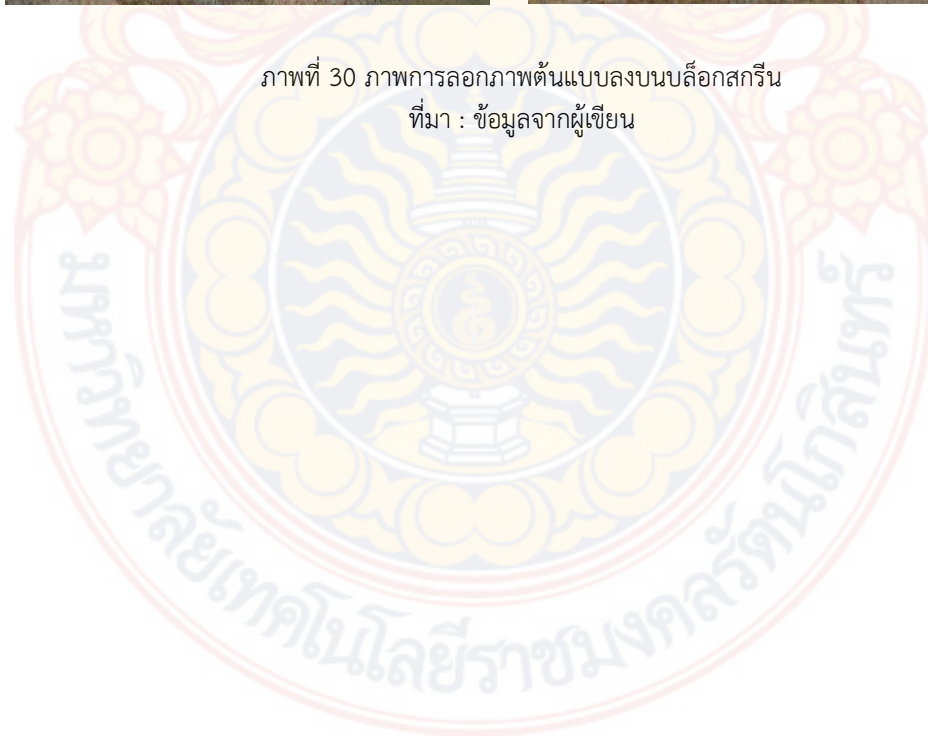 ภาพที่ 30 ภาพการลอกภาพต้นแบบลงบนบล็อกสกรีน
ที่มา : ข้อมูลจากผู้เขียน
มหาวิทยาลัยเทคโนโลยีราชมงคลรัตนโกสินทร์